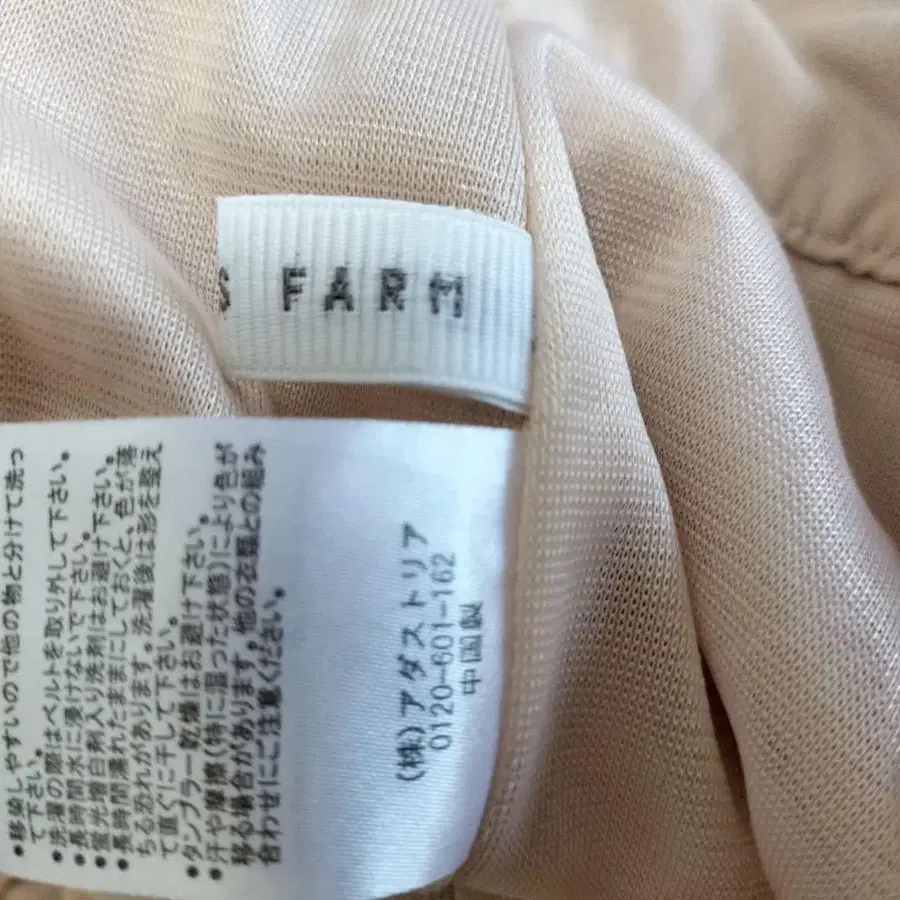 S FARM
•移染しやすいので他の物と分けて洗っ
て下さい。
•洗濯の際はベルトを取り外して下さい。
•長時間水に浸けないで下さい。
•蛍光増白剤入り洗剤はお避け下さい。
•長時間濡れたままにしておくと、色が落
ちる恐れがあります。洗濯後は形を整え
て直ぐに干して下さい。
•タンブラー乾燥はお避け下さい。
汗や摩擦(特に湿った状態)により色が
移る場合があります。他の衣類との組み
合わせにご注意ください。
(株)アダストリア
0120-601-162
中国製